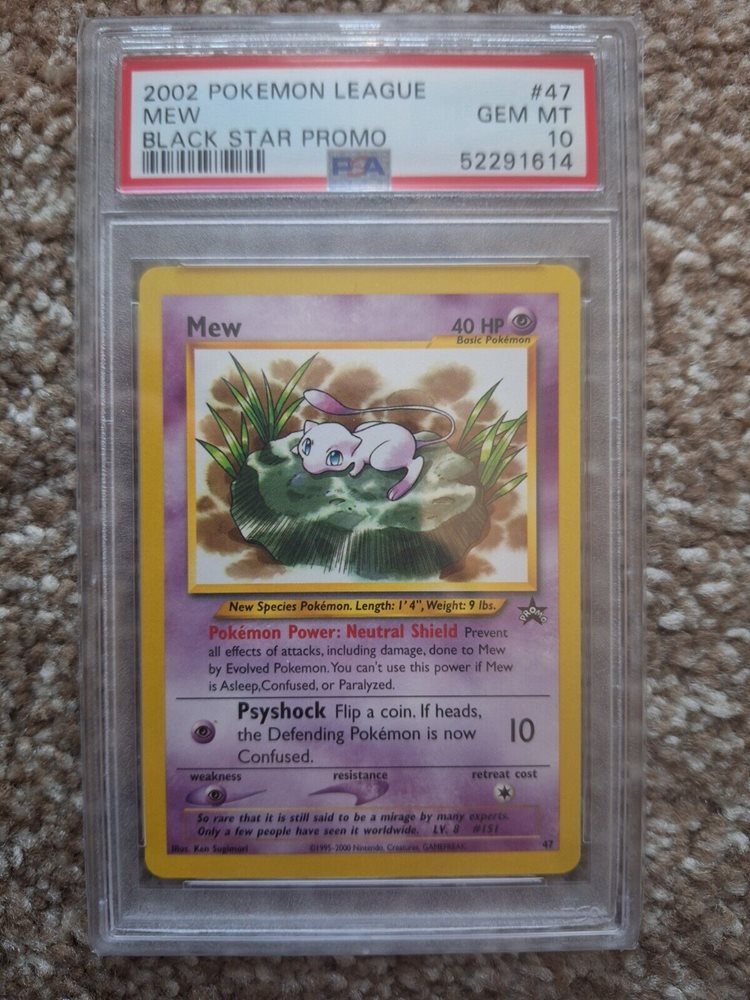 2002 POKEMON LEAGUE #47
MEW GEM MT
BLACK STAR PROMO 10
PSA 52291614
Mew 40 HP
Basic Pokémon
New Species Pokémon. Length: 1' 4", Weight: 9 lbs.
PROMO
Pokémon Power: Neutral Shield Prevent
all effects of attacks, including damage, done to Mew
by Evolved Pokemon. You can't use this power if Mew
is Asleep,Confused, or Paralyzed.
Psyshock Flip a coin. If heads,
the Defending Pokémon is now 10
Confused.
weakness resistance retreat cost
So rare that it is still said to be a mirage by many experts.
Only a few people have seen it worldwide. LV. 8 #151
Illus. Ken Sugimori ©1995-2000 Nintendo, Creatures, GAMEFREAK 47